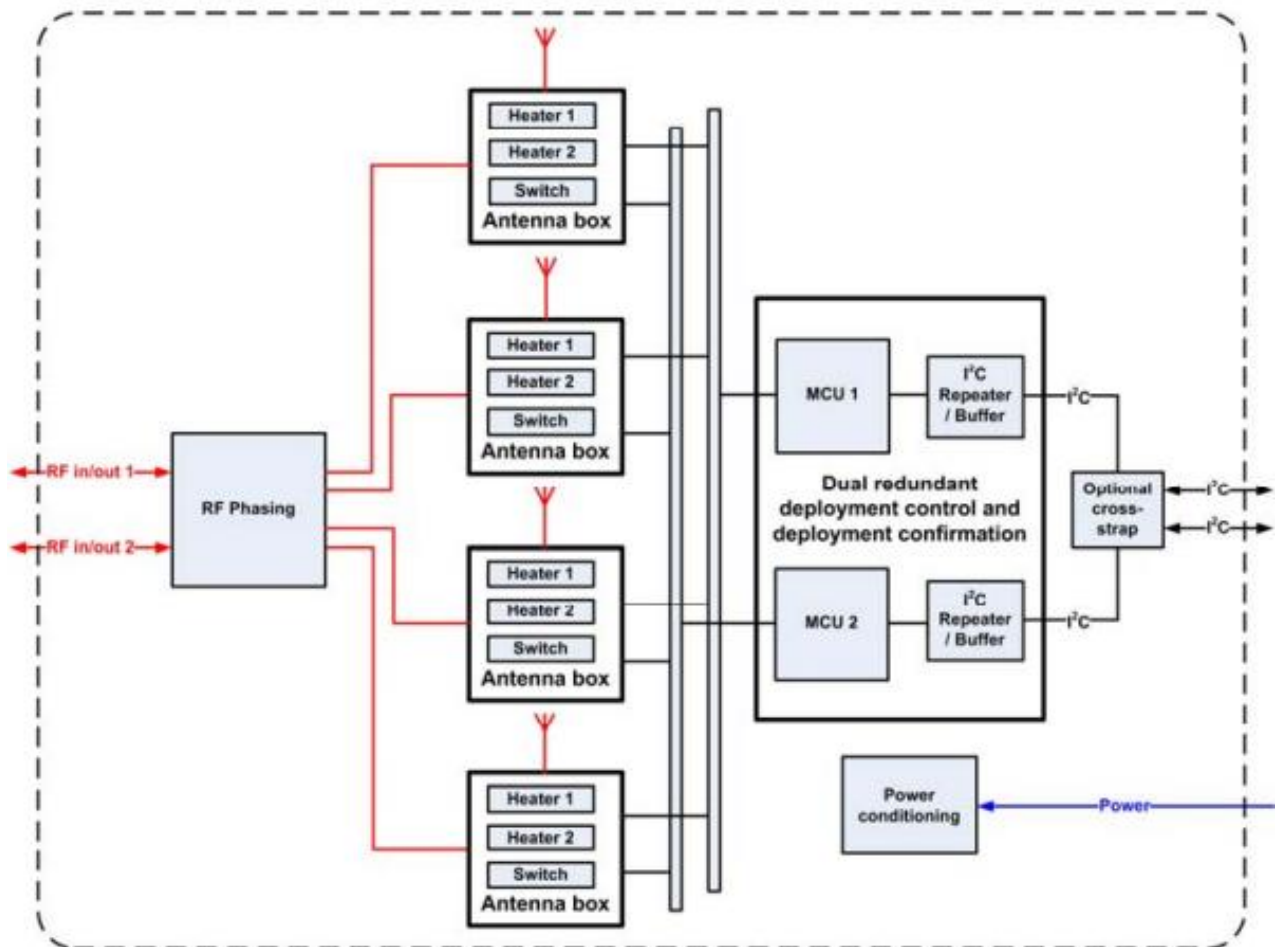 Heater 1
Heater 2
Switch
Antenna box
Heater 1
Heater 2
Switch
Antenna box
Heater 1
Heater 2
Switch
Antenna box
Heater 1
Heater 2
Switch
Antenna box
RF in/out 1
RF in/out 2
RF Phasing
MCU 1
I²C
Repeater
/ Buffer
I²C
Dual redundant
deployment control and
deployment confirmation
MCU 2
I²C
Repeater
/ Buffer
I²C
Optional
cross-
strap
I²C
I²C
Power
conditioning
Power